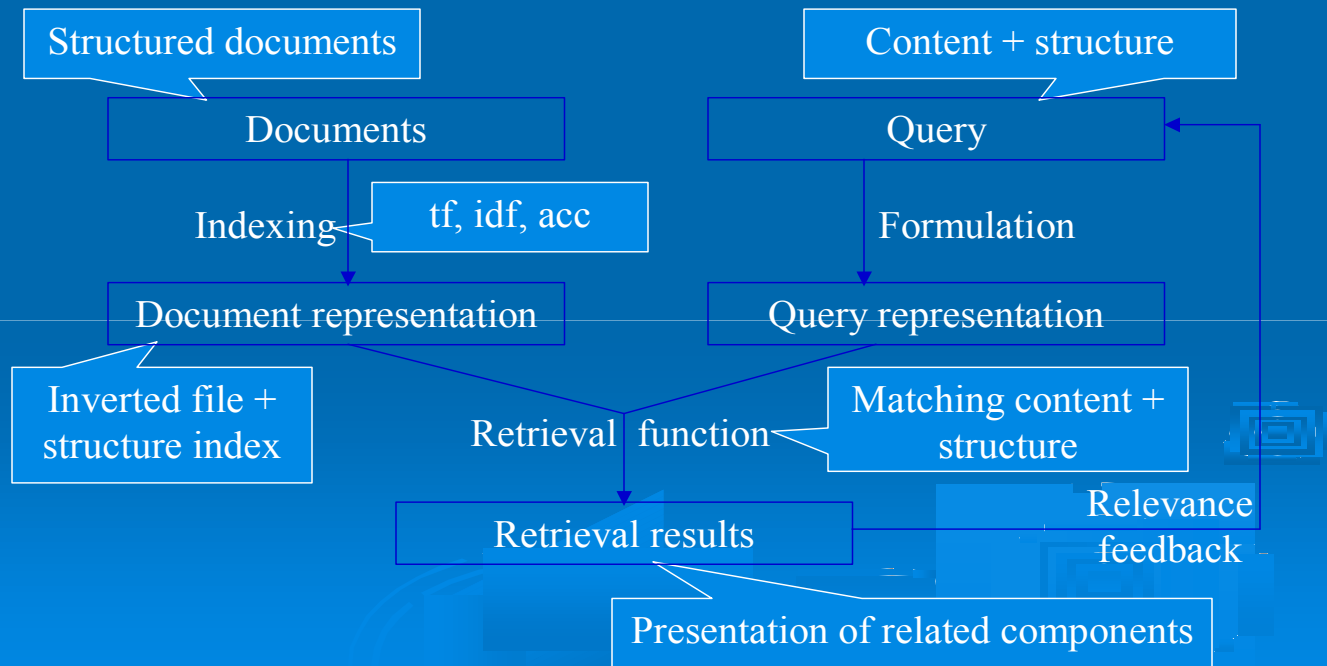 Structured documents
Content + structure
Documents
Query
Indexing
tf, idf, acc
Formulation
Document representation
Query representation
Inverted file +
structure index
Retrieval function
Matching content +
structure
Retrieval results
Relevance
feedback
Presentation of related components